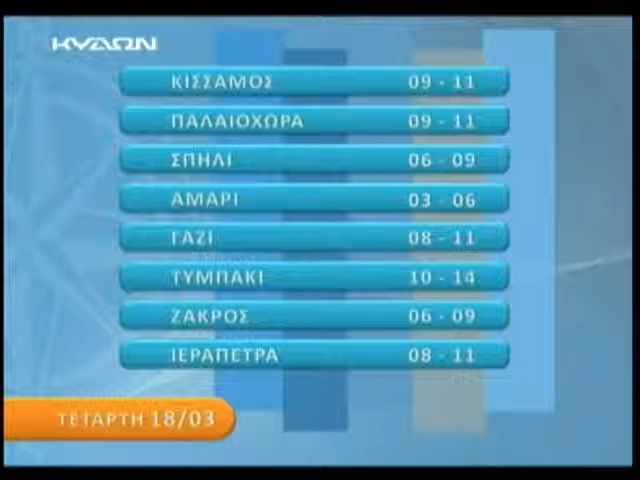 ΚΥΔΩΝ
ΚΙΣΣΑΜΟΣ 09 - 11
ΠΑΛΑΙΟΧΩΡΑ 09 - 11
ΣΠΗΛΙ 06 - 09
ΑΜΑΡΙ 03 - 06
ΓΑΖΙ 08 - 11
ΤΥΜΠΑΚΙ 10 - 14
ΖΑΚΡΟΣ 06 - 09
ΙΕΡΑΠΕΤΡΑ 08 - 11
ΤΕΤΑΡΤΗ 18/03